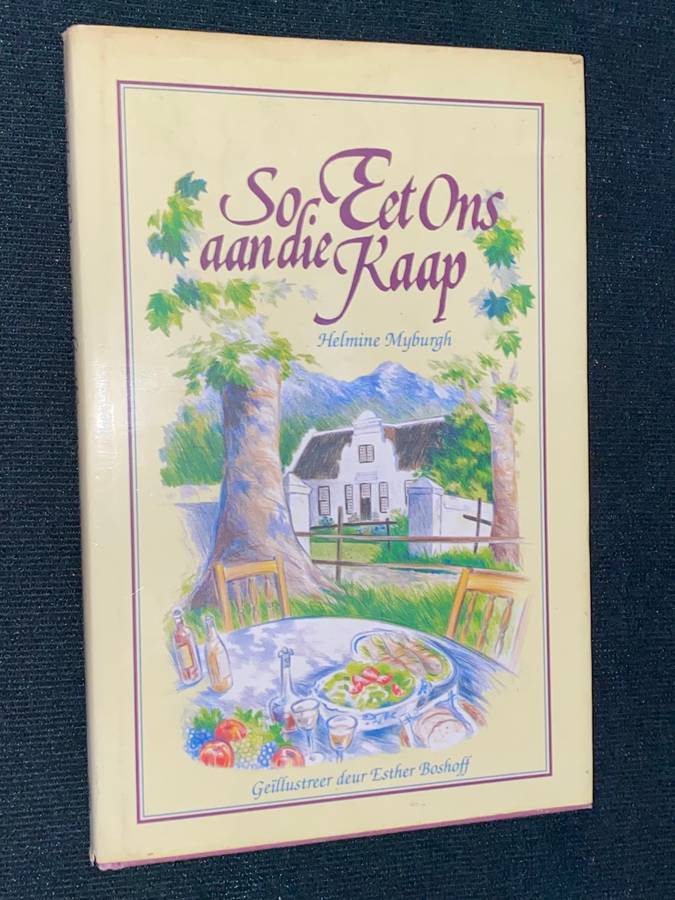 So Eet Ons
aan die Kaap
Helmine Myburgh
Geïllustreer deur Esther Boshoff